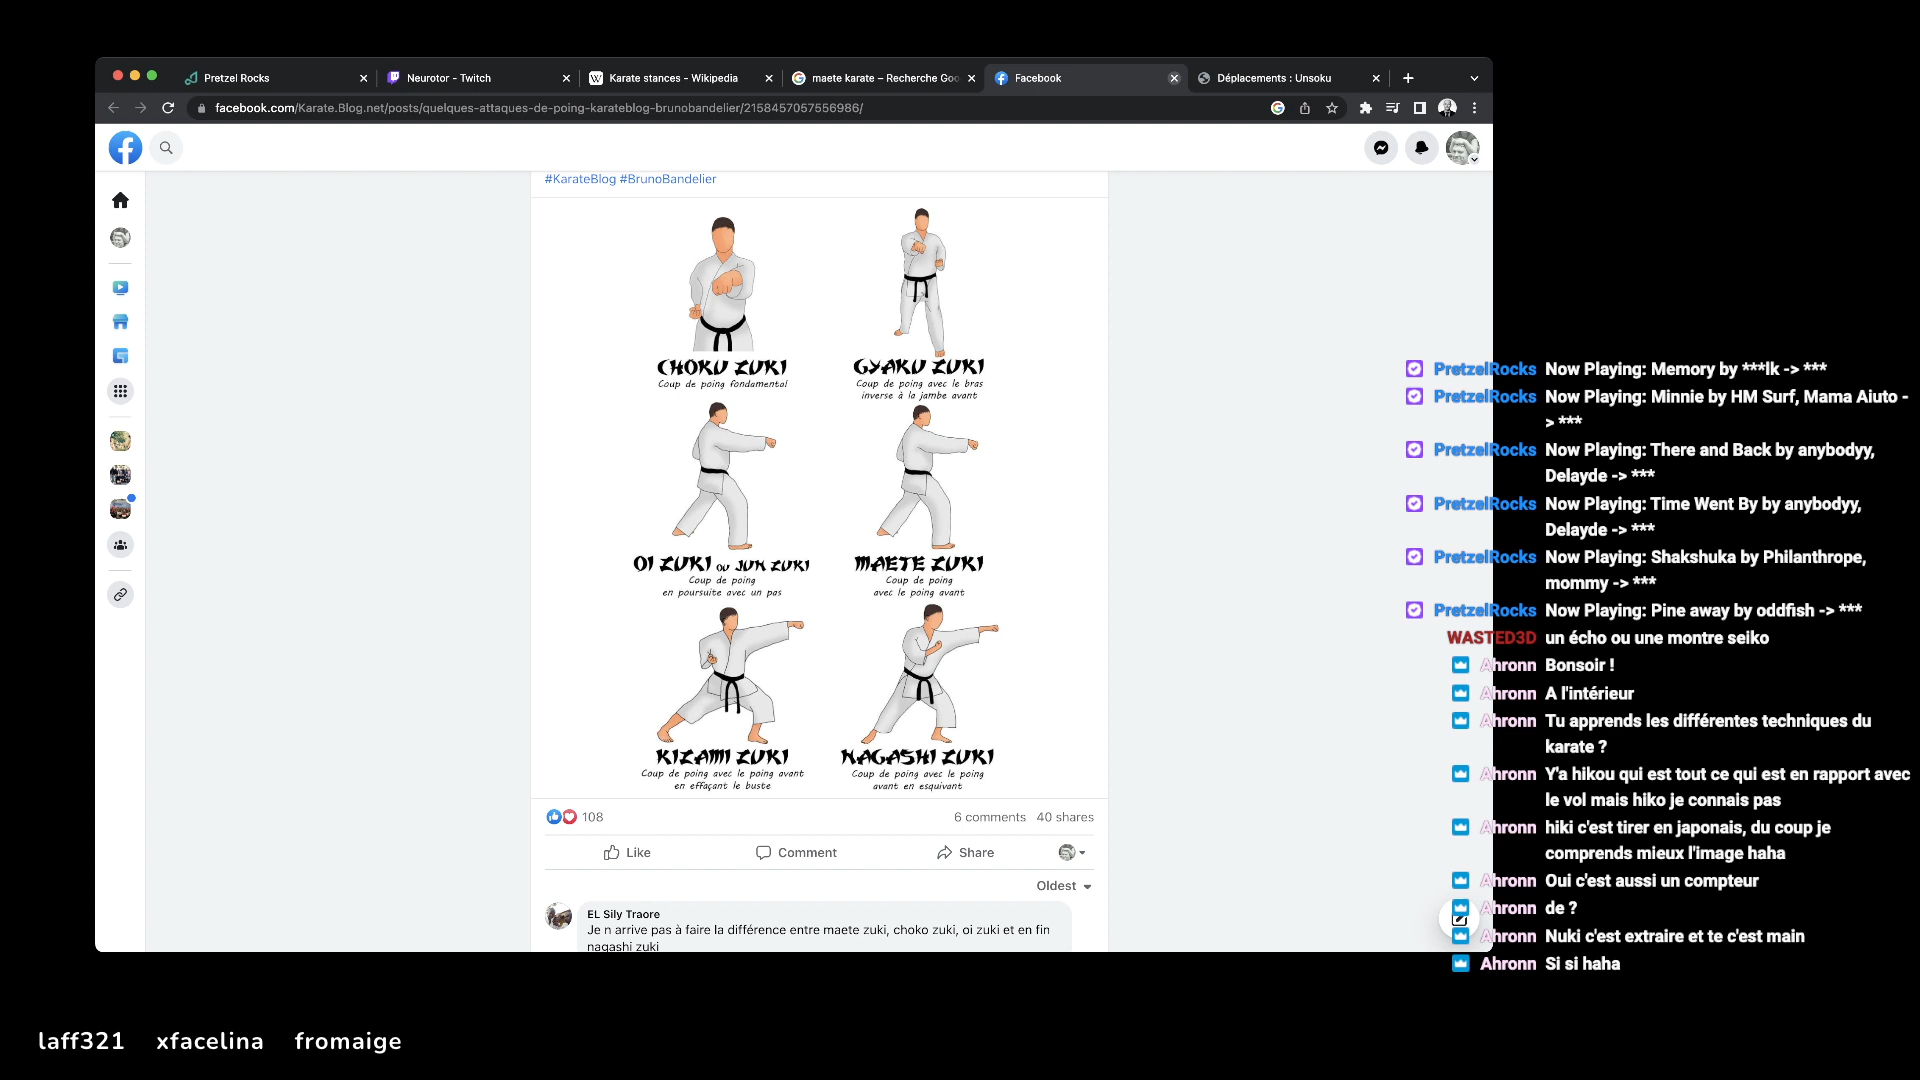 Pretzel Rocks
Neurotor - Twitch
Karate stances - Wikipedia
maete karate – Recherche Goo
Facebook
Déplacements : Unsoku
facebook.com/Karate.Blog.net/posts/quelques-attaques-de-poing-karateblog-brunobandelier/2158457057556986/
#KarateBlog #BrunoBandelier
CHOKU ZUKI
Coup de poing fondamental
GYAKU ZUKI
Coup de poing avec le bras
inverse à la jambe avant
OI ZUKI OU JUN ZUKI
Coup de poing
en poursuite avec un pas
MAETE ZUKI
Coup de poing
avec le poing avant
KIZAMI ZUKI
Coup de poing avec le poing avant
en effaçant le buste
NAGASHI ZUKI
Coup de poing avec le poing
avant en esquivant
108
6 comments 40 shares
Like
Comment
Share
Oldest
EL Sily Traore
Je n arrive pas à faire la différence entre maete zuki, choko zuki, oi zuki et en fin
nagashi zuki
PretzelRocks Now Playing: Memory by ***lk -> ***
PretzelRocks Now Playing: Minnie by HM Surf, Mama Aiuto -
> ***
PretzelRocks Now Playing: There and Back by anybodyy,
Delayde -> ***
PretzelRocks Now Playing: Time Went By by anybodyy,
Delayde -> ***
PretzelRocks Now Playing: Shakshuka by Philanthrope,
mommy -> ***
PretzelRocks Now Playing: Pine away by oddfish -> ***
WASTED3D un écho ou une montre seiko
Ahronn Bonsoir !
Ahronn A l'intérieur
Ahronn Tu apprends les différentes techniques du
karate ?
Ahronn Y'a hikou qui est tout ce qui est en rapport avec
le vol mais hiko je connais pas
Ahronn hiki c'est tirer en japonais, du coup je
comprends mieux l'image haha
Ahronn Oui c'est aussi un compteur
Ahronn de ?
Ahronn Nuki c'est extraire et te c'est main
Ahronn Si si haha
laff321 xfacelina fromaige